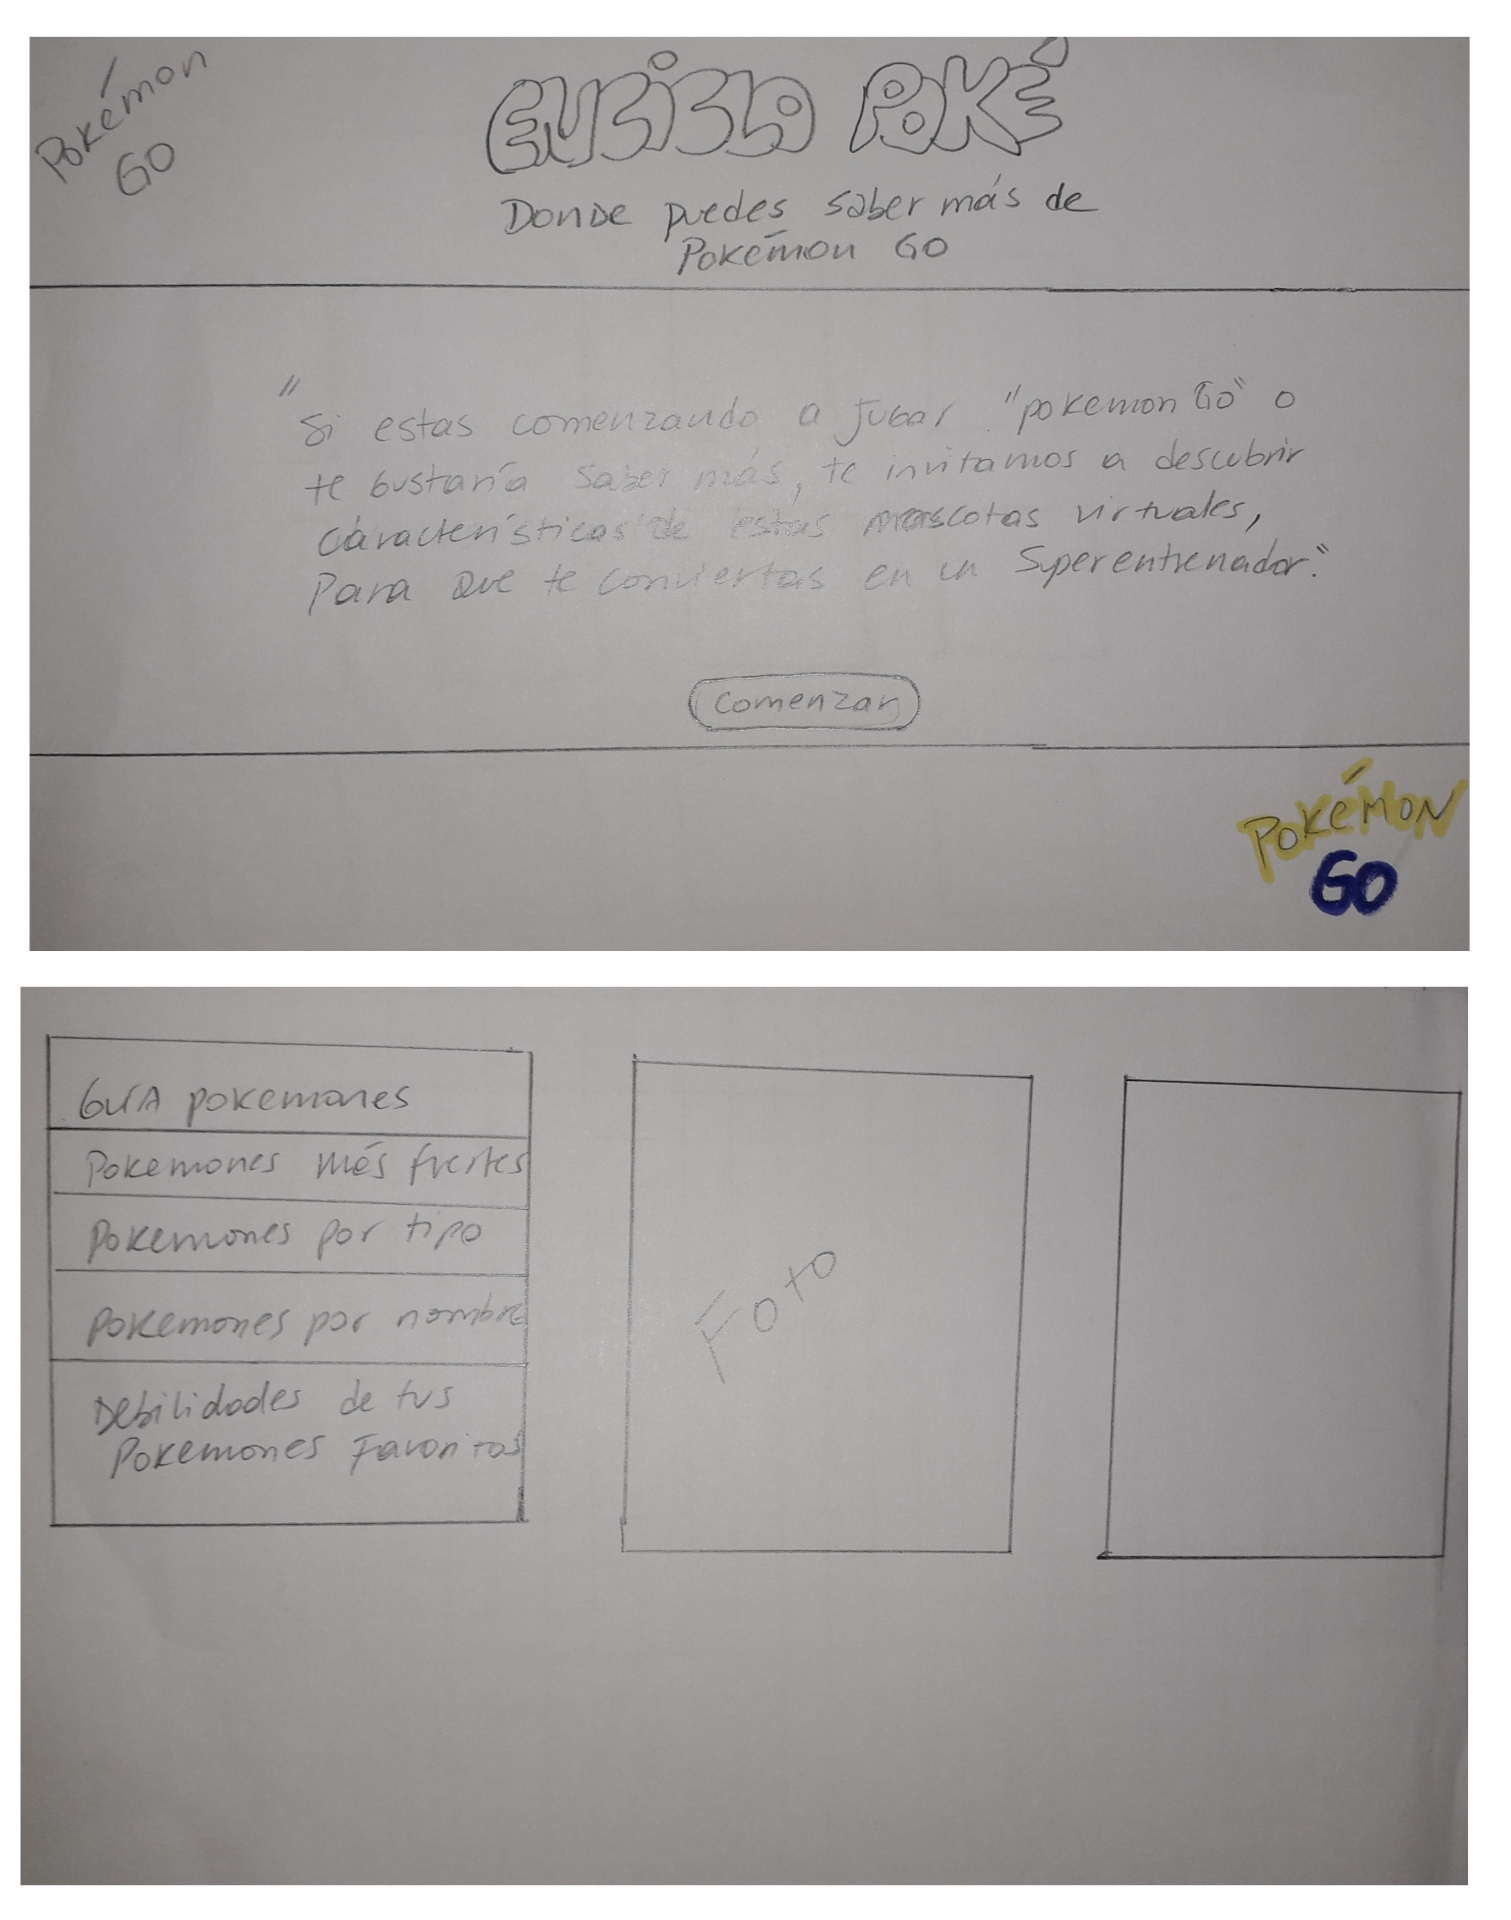 Pokémon
GO
ENCICLO POKÉ
Donde puedes saber más de
Pokémon GO
"
Si estas comenzando a jugar "pokemon Go" o
te gustaría saber más, te invitamos a descubrir
características de estas mascotas virtuales,
Para que te conviertas en un Superentrenador."
Comenzar
POKÉMON
GO
GUIA pokemones
Pokemones más fuertes
Pokemones por tipo
Pokemones por nombre
Debilidades de tus
Pokemones Favoritos
Foto